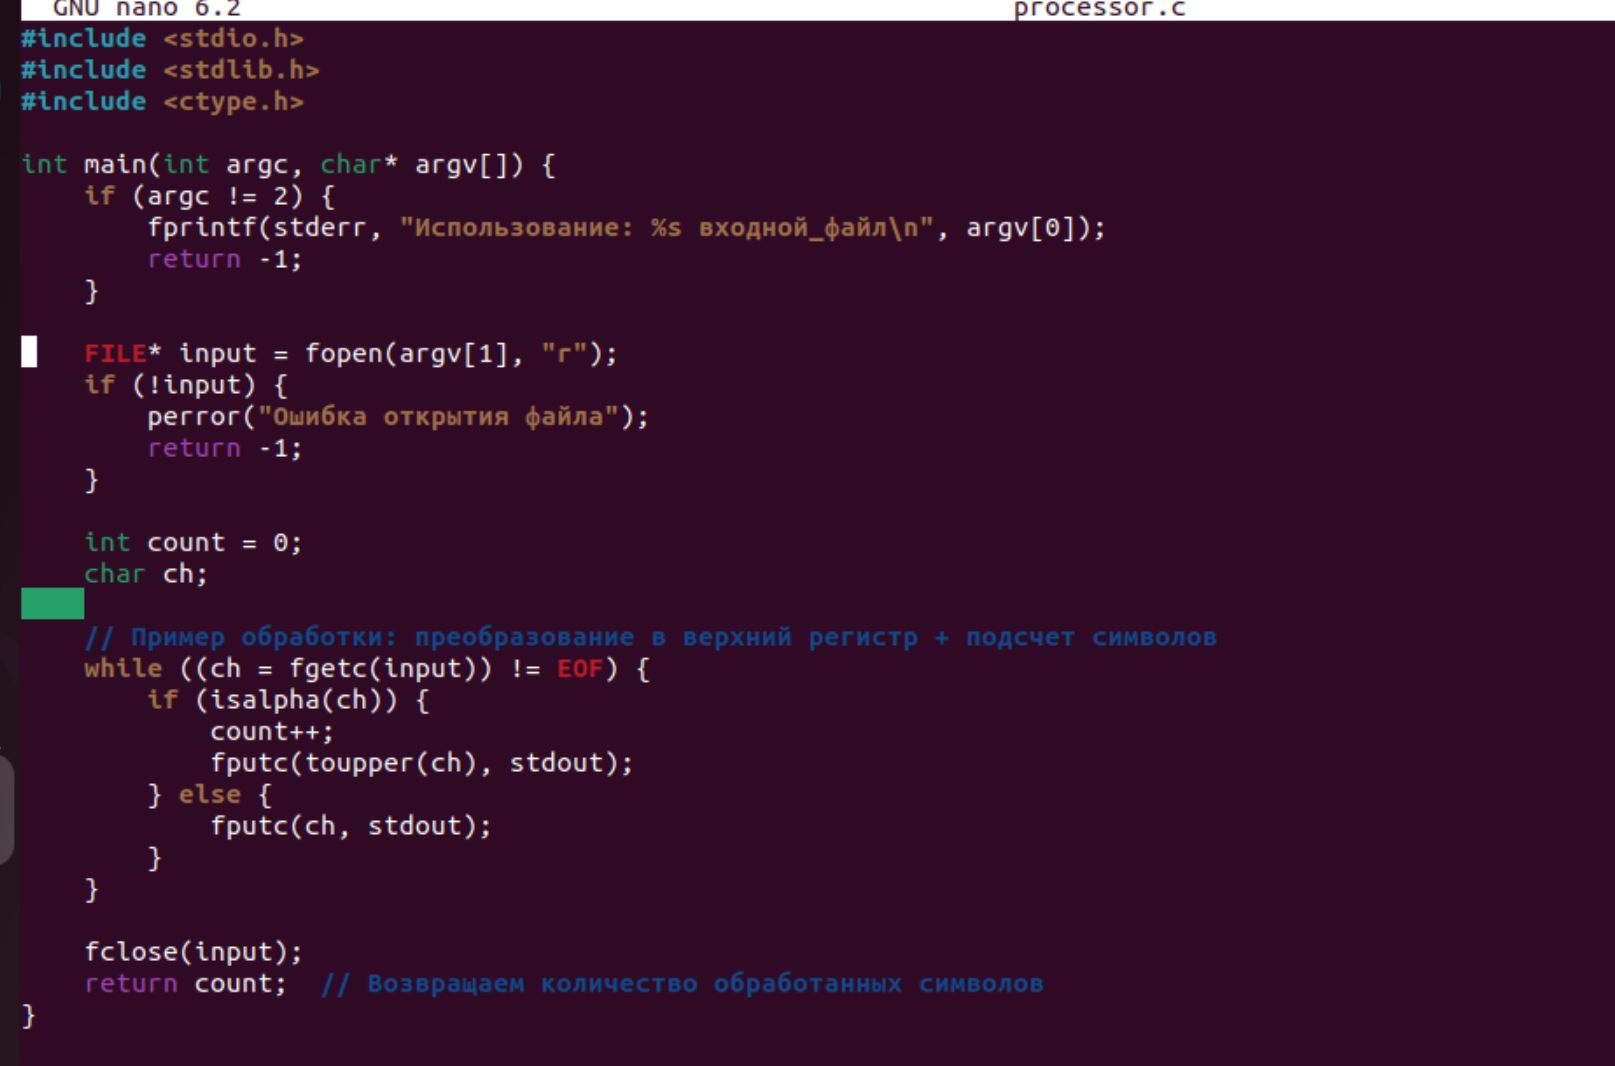 GNU nano 6.2 processor.c
#include <stdio.h>
#include <stdlib.h>
#include <ctype.h>
int main(int argc, char* argv[]) {
    if (argc != 2) {
        fprintf(stderr, "Использование: %s входной_файл\n", argv[0]);
        return -1;
    }
    FILE* input = fopen(argv[1], "r");
    if (!input) {
        perror("Ошибка открытия файла");
        return -1;
    }
    int count = 0;
    char ch;
    // Пример обработки: преобразование в верхний регистр + подсчет символов
    while ((ch = fgetc(input)) != EOF) {
        if (isalpha(ch)) {
            count++;
            fputc(toupper(ch), stdout);
        } else {
            fputc(ch, stdout);
        }
    }
    fclose(input);
    return count;  // Возвращаем количество обработанных символов
}